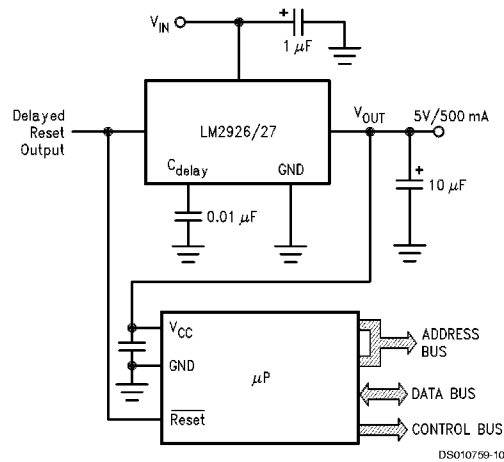 V_IN
+
1 μF
Delayed
Reset
Output
LM2926/27
V_OUT
5V/500 mA
C_delay
GND
+
10 μF
0.01 μF
V_CC
GND
μP
R̅e̅s̅e̅t̅
ADDRESS
BUS
DATA BUS
CONTROL BUS
DS010759-10